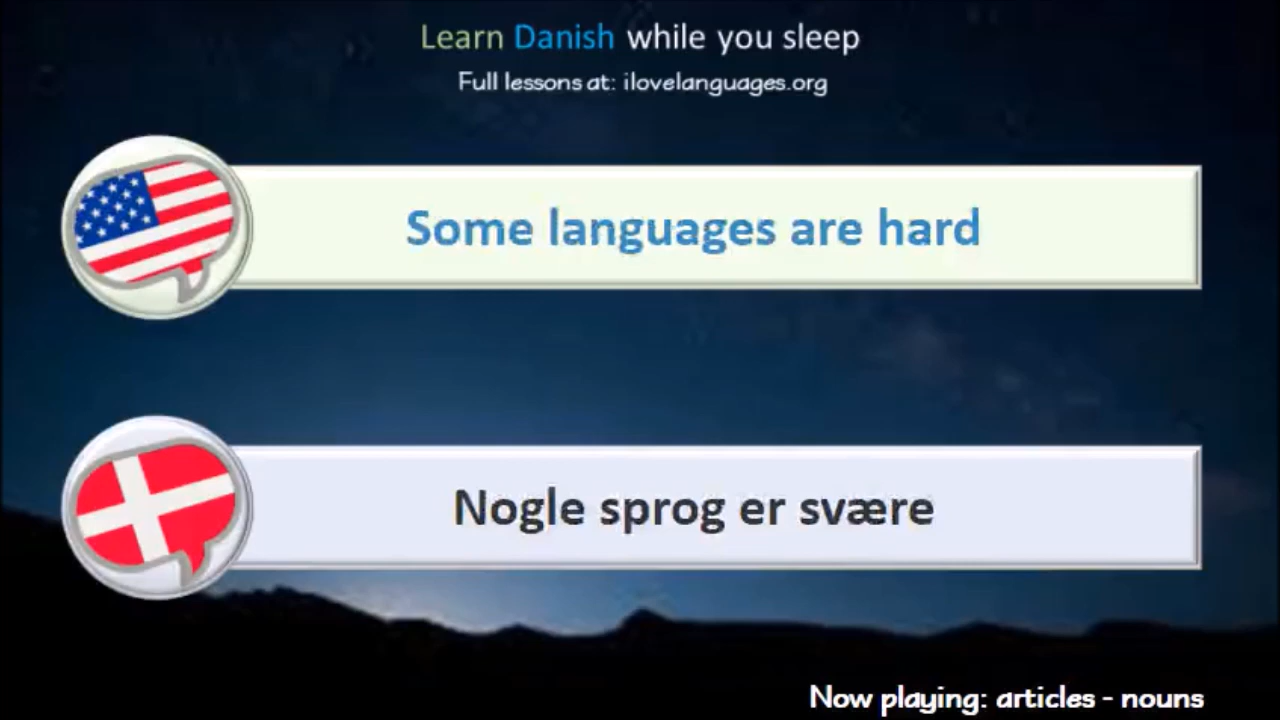 Learn Danish while you sleep
Full lessons at: ilovelanguages.org
Some languages are hard
Nogle sprog er svære
Now playing: articles - nouns